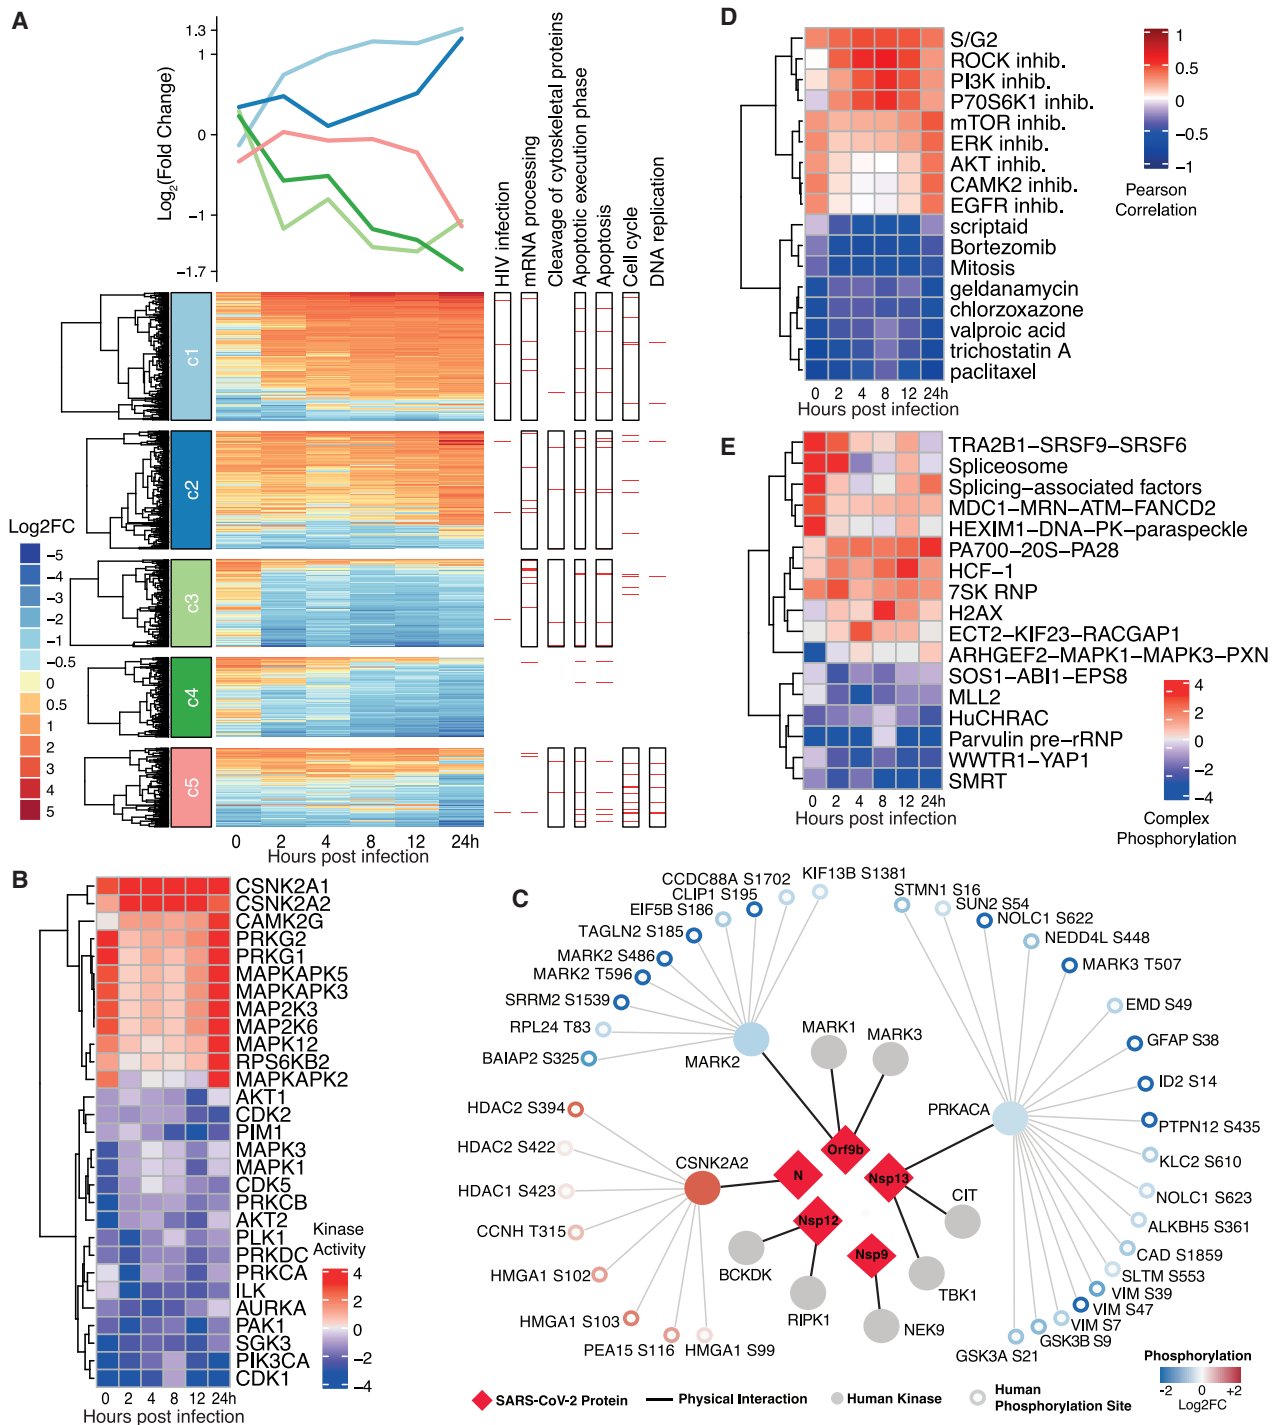 A
1.3
1
0
−1
−1.7
Log2(Fold Change)
HIV infection
mRNA processing
Cleavage of cytoskeletal proteins
Apoptotic execution phase
Apoptosis
Cell cycle
DNA replication
c1
c2
c3
c4
c5
Log2FC
−5
−4
−3
−2
−1
−0.5
0
0.5
1
2
3
4
5
0 2 4 8 12 24h
Hours post infection
D
S/G2
ROCK inhib.
PI3K inhib.
P70S6K1 inhib.
mTOR inhib.
ERK inhib.
AKT inhib.
CAMK2 inhib.
EGFR inhib.
scriptaid
Bortezomib
Mitosis
geldanamycin
chlorzoxazone
valproic acid
trichostatin A
paclitaxel
0 2 4 8 12 24h
Hours post infection
1
0.5
0
−0.5
−1
Pearson
Correlation
E
TRA2B1−SRSF9−SRSF6
Spliceosome
Splicing−associated factors
MDC1−MRN−ATM−FANCD2
HEXIM1−DNA−PK−paraspeckle
PA700−20S−PA28
HCF−1
7SK RNP
H2AX
ECT2−KIF23−RACGAP1
ARHGEF2−MAPK1−MAPK3−PXN
SOS1−ABI1−EPS8
MLL2
HuCHRAC
Parvulin pre−rRNP
WWTR1−YAP1
SMRT
0 2 4 8 12 24h
Hours post infection
4
2
0
−2
−4
Complex
Phosphorylation
B
CSNK2A1
CSNK2A2
CAMK2G
PRKG2
PRKG1
MAPKAPK5
MAPKAPK3
MAP2K3
MAP2K6
MAPK12
RPS6KB2
MAPKAPK2
AKT1
CDK2
PIM1
MAPK3
MAPK1
CDK5
PRKCB
AKT2
PLK1
PRKDC
PRKCA
ILK
AURKA
PAK1
SGK3
PIK3CA
CDK1
0 2 4 8 12 24h
Hours post infection
Kinase
Activity
4
2
0
−2
−4
C
CCDC88A S1702
KIF13B S1381
CLIP1 S195
EIF5B S186
TAGLN2 S185
MARK2 S486
MARK2 T596
SRRM2 S1539
RPL24 T83
BAIAP2 S325
MARK2
MARK1
MARK3
STMN1 S16
SUN2 S54
NOLC1 S622
NEDD4L S448
MARK3 T507
EMD S49
GFAP S38
ID2 S14
PTPN12 S435
KLC2 S610
NOLC1 S623
ALKBH5 S361
CAD S1859
SLTM S553
VIM S39
VIM S47
VIM S7
GSK3B S9
GSK3A S21
PRKACA
HDAC2 S394
HDAC2 S422
HDAC1 S423
CCNH T315
HMGA1 S102
HMGA1 S103
PEA15 S116
HMGA1 S99
CSNK2A2
Orf9b
N
Nsp13
Nsp12
Nsp9
CIT
TBK1
BCKDK
RIPK1
NEK9
SARS-CoV-2 Protein
Physical Interaction
Human Kinase
Human
Phosphorylation Site
Phosphorylation
-2 0 +2
Log2FC